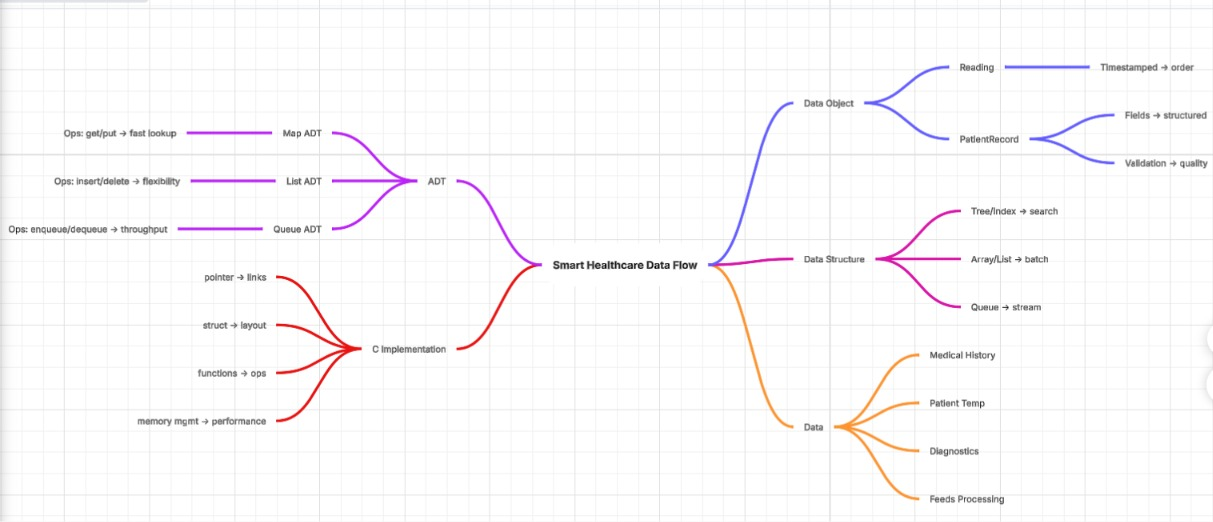 Smart Healthcare Data Flow
Data Object
Reading
Timestamped → order
PatientRecord
Fields → structured
Validation → quality
Data Structure
Tree/Index → search
Array/List → batch
Queue → stream
Data
Medical History
Patient Temp
Diagnostics
Feeds Processing
ADT
Map ADT
Ops: get/put → fast lookup
List ADT
Ops: insert/delete → flexibility
Queue ADT
Ops: enqueue/dequeue → throughput
C Implementation
pointer → links
struct → layout
functions → ops
memory mgmt → performance